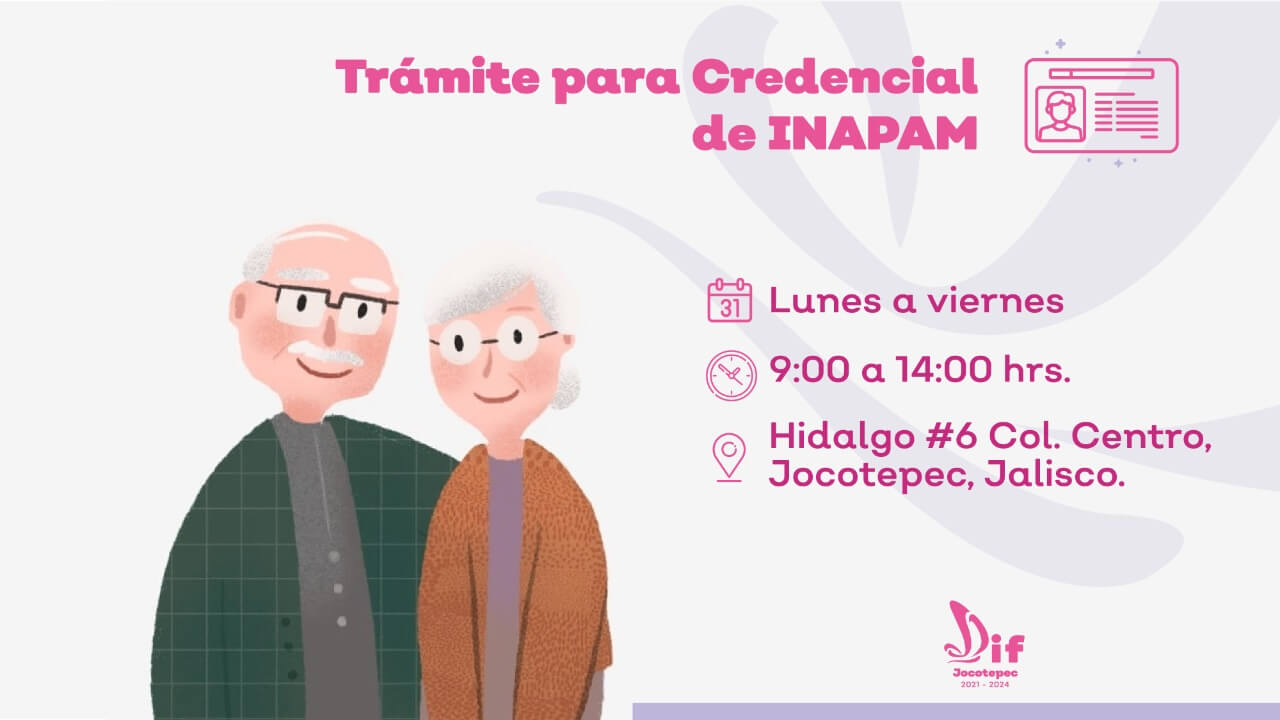 Trámite para Credencial
de INAPAM
31
Lunes a viernes
9:00 a 14:00 hrs.
Hidalgo #6 Col. Centro,
Jocotepec, Jalisco.
Dif
Jocotepec
2021 - 2024